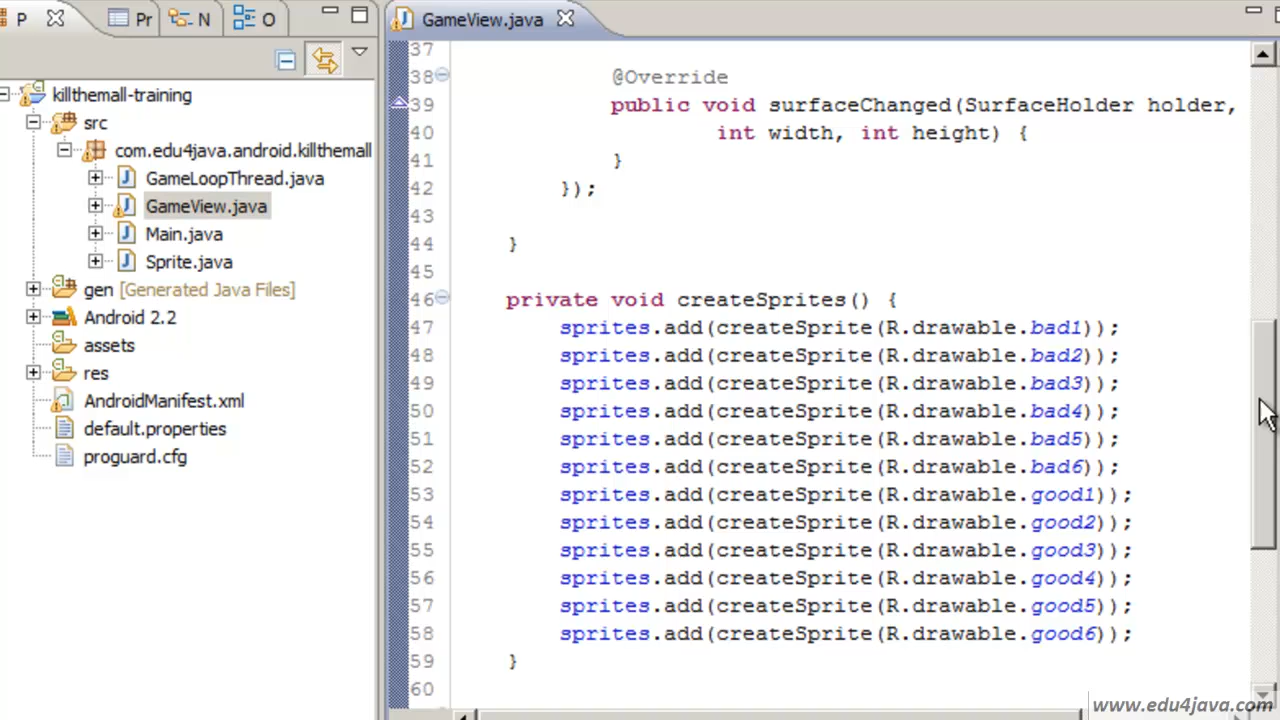 P
Pr
N
O
killthemall-training
src
com.edu4java.android.killthemall
GameLoopThread.java
GameView.java
Main.java
Sprite.java
gen [Generated Java Files]
Android 2.2
assets
res
AndroidManifest.xml
default.properties
proguard.cfg
GameView.java
37
38 @Override
39 public void surfaceChanged(SurfaceHolder holder,
40 int width, int height) {
41 }
42 });
43
44 }
45
46 private void createSprites() {
47 sprites.add(createSprite(R.drawable.bad1));
48 sprites.add(createSprite(R.drawable.bad2));
49 sprites.add(createSprite(R.drawable.bad3));
50 sprites.add(createSprite(R.drawable.bad4));
51 sprites.add(createSprite(R.drawable.bad5));
52 sprites.add(createSprite(R.drawable.bad6));
53 sprites.add(createSprite(R.drawable.good1));
54 sprites.add(createSprite(R.drawable.good2));
55 sprites.add(createSprite(R.drawable.good3));
56 sprites.add(createSprite(R.drawable.good4));
57 sprites.add(createSprite(R.drawable.good5));
58 sprites.add(createSprite(R.drawable.good6));
59 }
60
www.edu4java.com